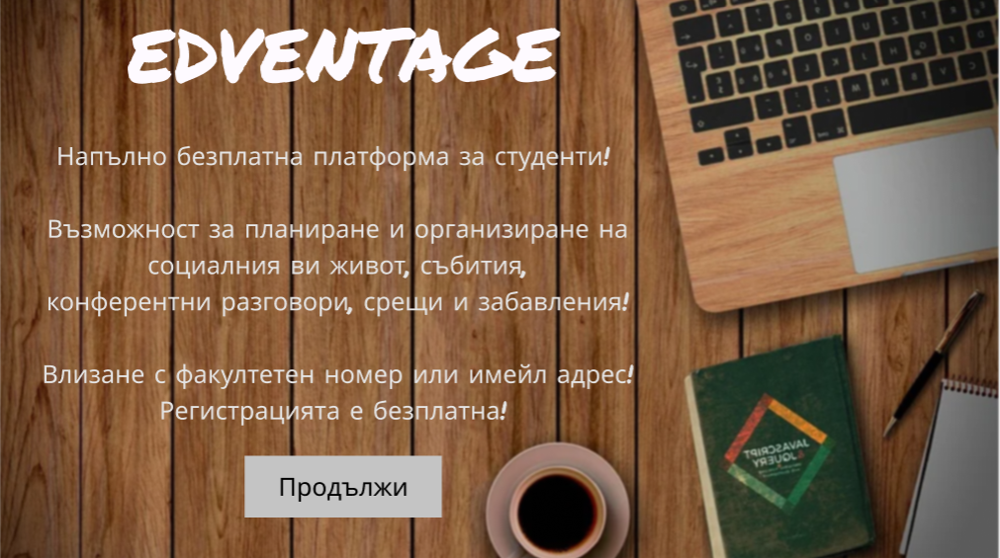 EDVENTAGE
Напълно безплатна платформа за студенти!
Възможност за планиране и организиране на
социалния ви живот, събития,
конферентни разговори, срещи и забавления!
Влизане с факултетен номер или имейл адрес!
Регистрацията е безплатна!
Продължи
JAVASCRIPT
&JQUERY